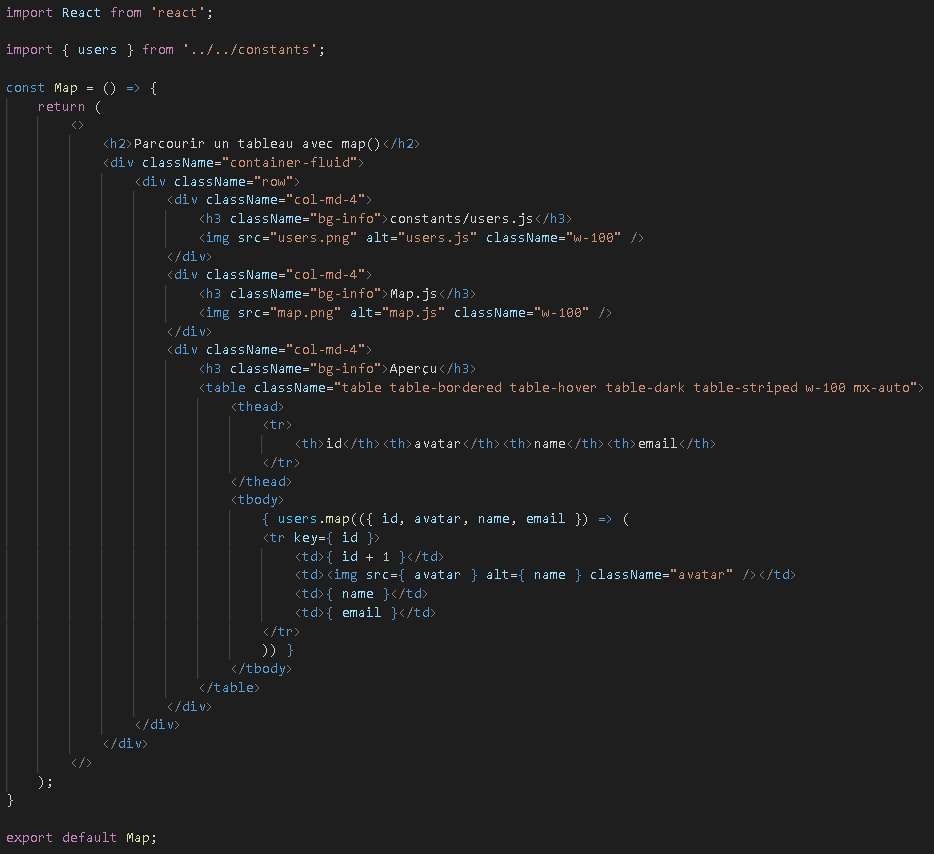 import React from 'react';
import { users } from '../../constants';
const Map = () => {
return (
<>
<h2>Parcourir un tableau avec map()</h2>
<div className="container-fluid">
<div className="row">
<div className="col-md-4">
<h3 className="bg-info">constants/users.js</h3>
<img src="users.png" alt="users.js" className="w-100" />
</div>
<div className="col-md-4">
<h3 className="bg-info">Map.js</h3>
<img src="map.png" alt="map.js" className="w-100" />
</div>
<div className="col-md-4">
<h3 className="bg-info">Aperçu</h3>
<table className="table table-bordered table-hover table-dark table-striped w-100 mx-auto">
<thead>
<tr>
<th>id</th><th>avatar</th><th>name</th><th>email</th>
</tr>
</thead>
<tbody>
{ users.map(({ id, avatar, name, email }) => (
<tr key={ id }>
<td>{ id + 1 }</td>
<td><img src={ avatar } alt={ name } className="avatar" /></td>
<td>{ name }</td>
<td>{ email }</td>
</tr>
)) }
</tbody>
</table>
</div>
</div>
</div>
</>
);
}
export default Map;